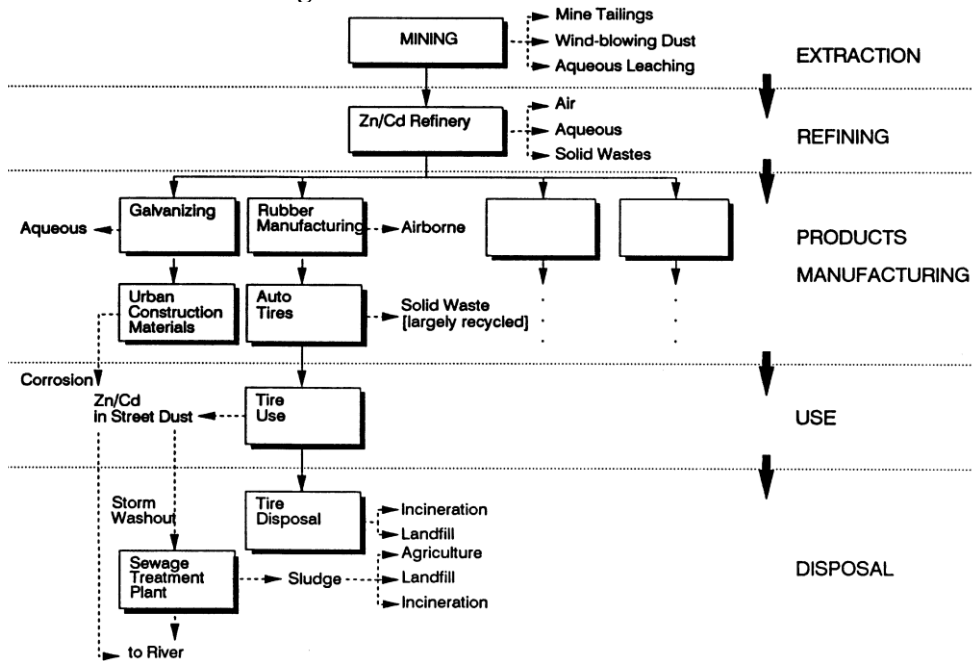 Mine Tailings
MINING
Wind-blowing Dust
Aqueous Leaching
EXTRACTION
Zn/Cd Refinery
Air
Aqueous
Solid Wastes
REFINING
Galvanizing
Rubber
Manufacturing
Aqueous
Airborne
PRODUCTS
MANUFACTURING
Urban
Construction
Materials
Auto
Tires
Solid Waste
[largely recycled]
Corrosion
Zn/Cd
in Street Dust
Tire
Use
USE
Storm
Washout
Tire
Disposal
Incineration
Landfill
Sewage
Treatment
Plant
Sludge
Agriculture
Landfill
Incineration
DISPOSAL
to River